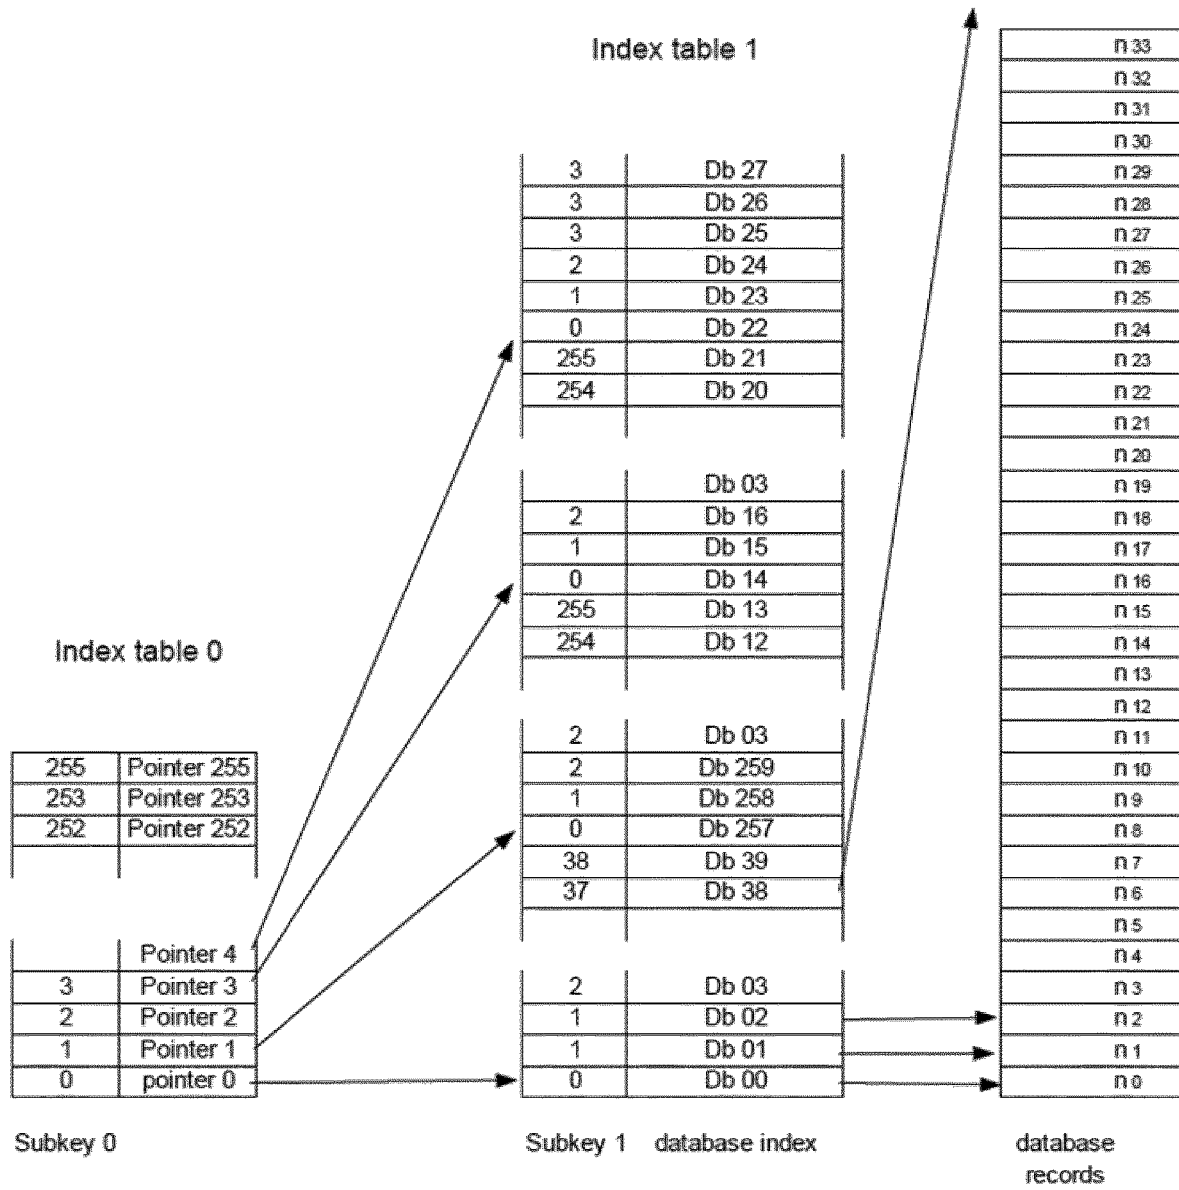 Index table 1
3 Db 27
3 Db 26
3 Db 25
2 Db 24
1 Db 23
0 Db 22
255 Db 21
254 Db 20
Db 03
2 Db 16
1 Db 15
0 Db 14
255 Db 13
254 Db 12
2 Db 03
2 Db 259
1 Db 258
0 Db 257
38 Db 39
37 Db 38
2 Db 03
1 Db 02
1 Db 01
0 Db 00
Subkey 1 database index
Index table 0
255 Pointer 255
253 Pointer 253
252 Pointer 252
Pointer 4
3 Pointer 3
2 Pointer 2
1 Pointer 1
0 pointer 0
Subkey 0
n 33
n 32
n 31
n 30
n 29
n 28
n 27
n 26
n 25
n 24
n 23
n 22
n 21
n 20
n 19
n 18
n 17
n 16
n 15
n 14
n 13
n 12
n 11
n 10
n 9
n 8
n 7
n 6
n 5
n 4
n 3
n 2
n 1
n 0
database
records